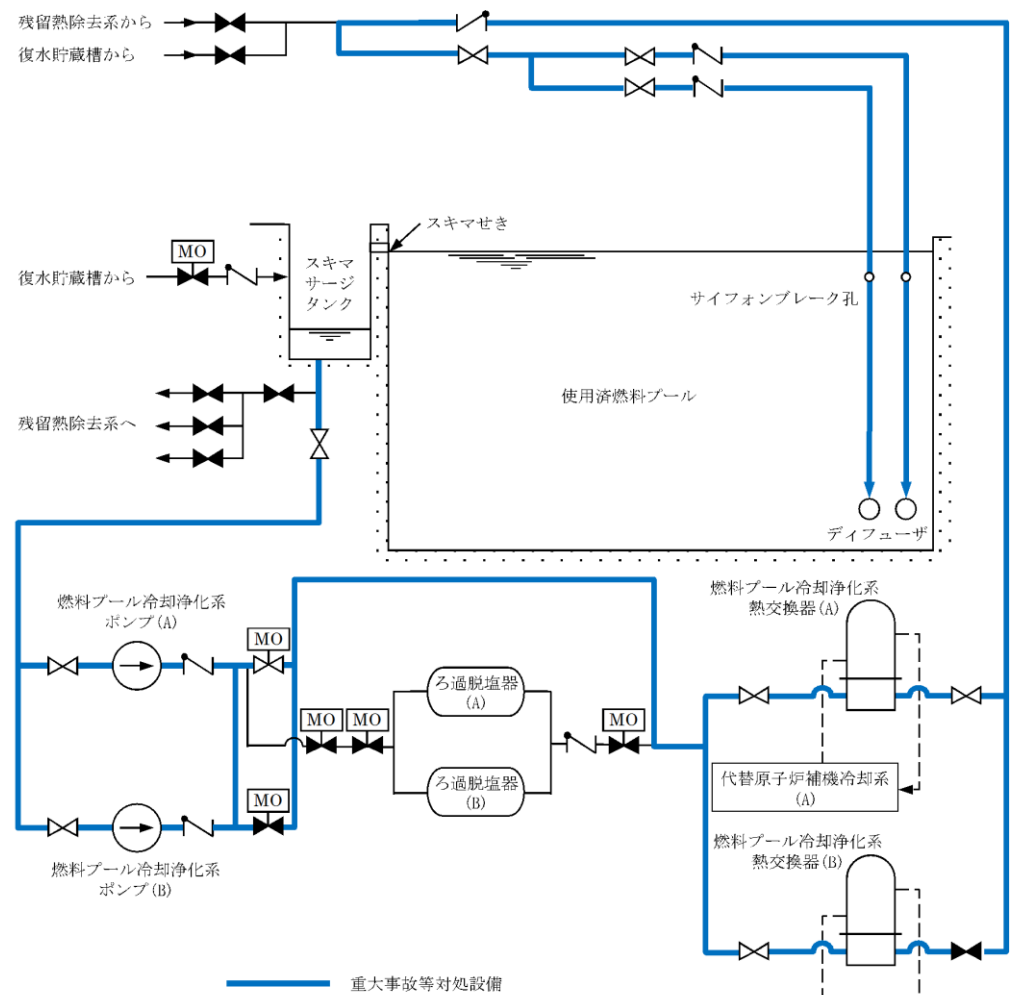 残留熱除去系から
復水貯蔵槽から
スキマせき
MO
復水貯蔵槽から
スキマ
サージ
タンク
サイフォンブレーク孔
使用済燃料プール
残留熱除去系へ
ディフューザ
燃料プール冷却浄化系
ポンプ(A)
MO
燃料プール冷却浄化系
熱交換器(A)
ろ過脱塩器
(A)
MO
MO
MO
代替原子炉補機冷却系
(A)
ろ過脱塩器
(B)
MO
燃料プール冷却浄化系
ポンプ(B)
燃料プール冷却浄化系
熱交換器(B)
重大事故等対処設備